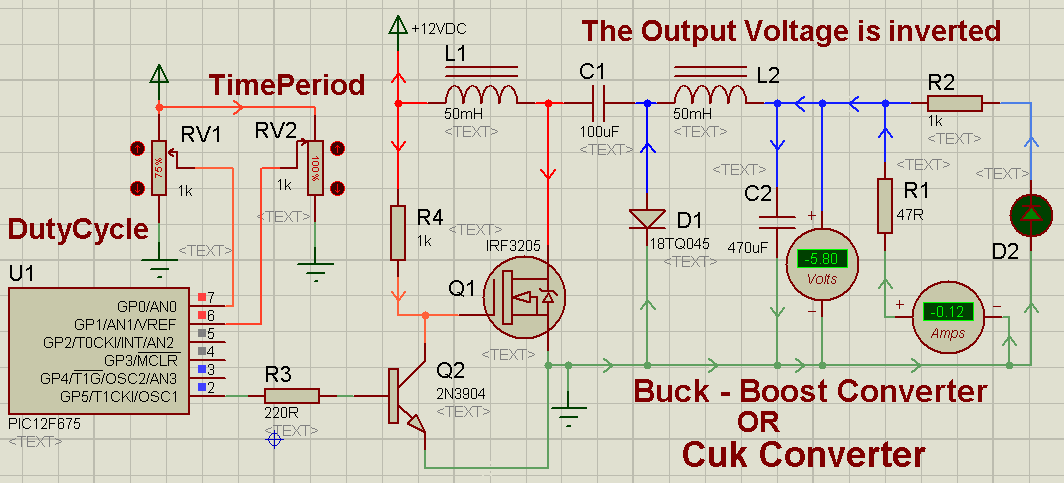 The Output Voltage is inverted
+12VDC
L1
50mH
<TEXT>
C1
100uF
<TEXT>
L2
50mH
<TEXT>
R2
1k
<TEXT>
TimePeriod
RV1
75%
1k
<TEXT>
RV2
100%
1k
<TEXT>
DutyCycle
R4
1k
<TEXT>
D1
18TQ045
<TEXT>
C2
470uF
<TEXT>
R1
47R
<TEXT>
D2
<TEXT>
+
-5.80
Volts
−
+
-0.12
Amps
−
IRF3205
Q1
<TEXT>
U1
GP0/AN0 7
GP1/AN1/VREF 6
GP2/T0CKI/INT/AN2 5
GP3/MCLR 4
GP4/T1G/OSC2/AN3 3
GP5/T1CKI/OSC1 2
PIC12F675
<TEXT>
R3
220R
<TEXT>
Q2
2N3904
<TEXT>
Buck - Boost Converter
OR
Cuk Converter